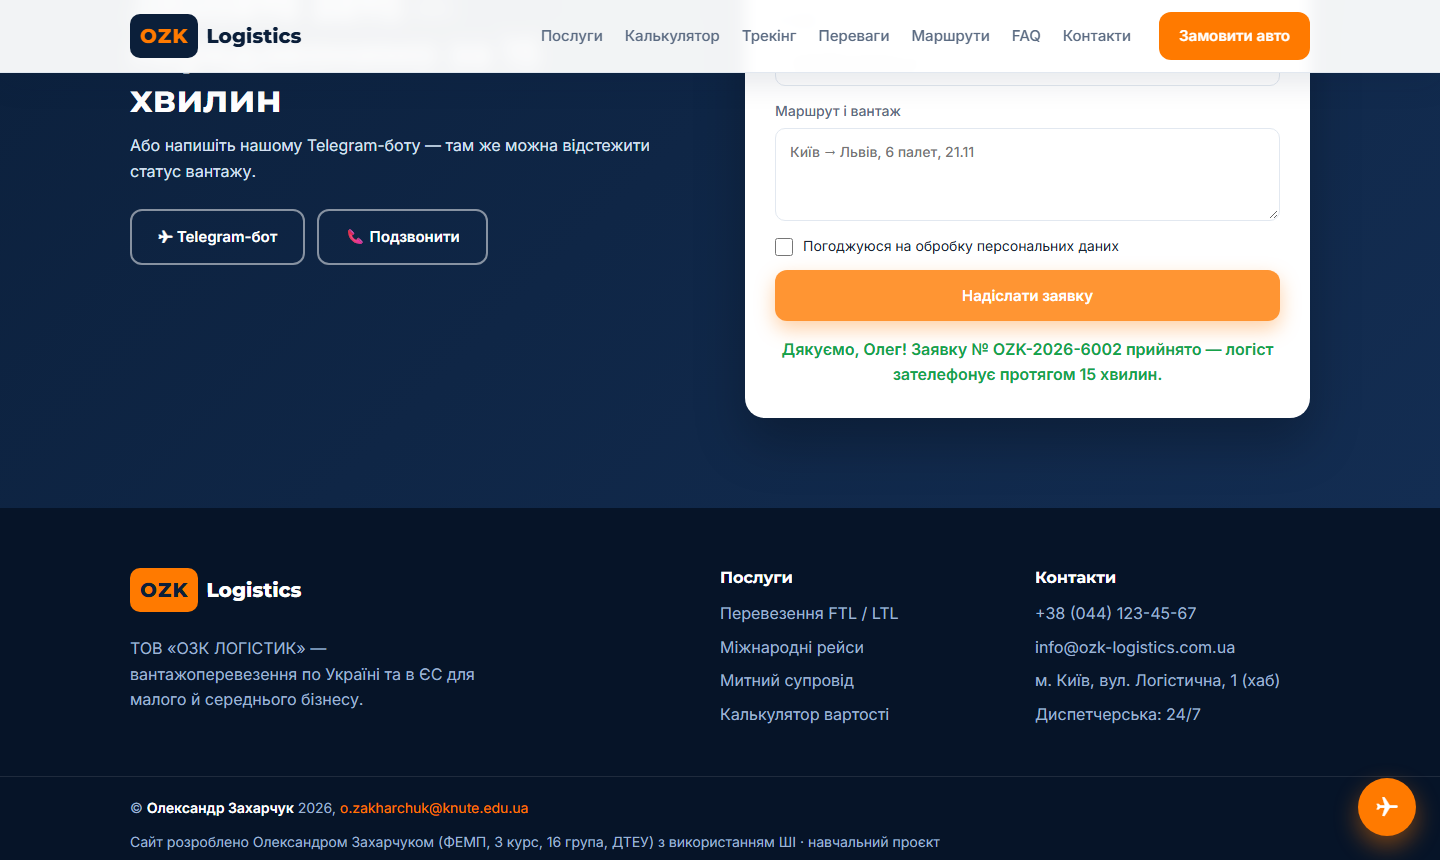 OZK Logistics
Послуги Калькулятор Трекінг Переваги Маршрути FAQ Контакти Замовити авто
хвилин
Або напишіть нашому Telegram-боту — там же можна відстежити
статус вантажу.
✈ Telegram-бот
📞 Подзвонити
Маршрут і вантаж
Київ → Львів, 6 палет, 21.11
Погоджуюся на обробку персональних даних
Надіслати заявку
Дякуємо, Олег! Заявку № OZK-2026-6002 прийнято — логіст
зателефонує протягом 15 хвилин.
OZK Logistics
ТОВ «ОЗК ЛОГІСТИК» —
вантажоперевезення по Україні та в ЄС для
малого й середнього бізнесу.
Послуги
Перевезення FTL / LTL
Міжнародні рейси
Митний супровід
Калькулятор вартості
Контакти
+38 (044) 123-45-67
info@ozk-logistics.com.ua
м. Київ, вул. Логістична, 1 (хаб)
Диспетчерська: 24/7
© Олександр Захарчук 2026, o.zakharchuk@knute.edu.ua
Сайт розроблено Олександром Захарчуком (ФЕМП, 3 курс, 16 група, ДТЕУ) з використанням ШІ · навчальний проєкт